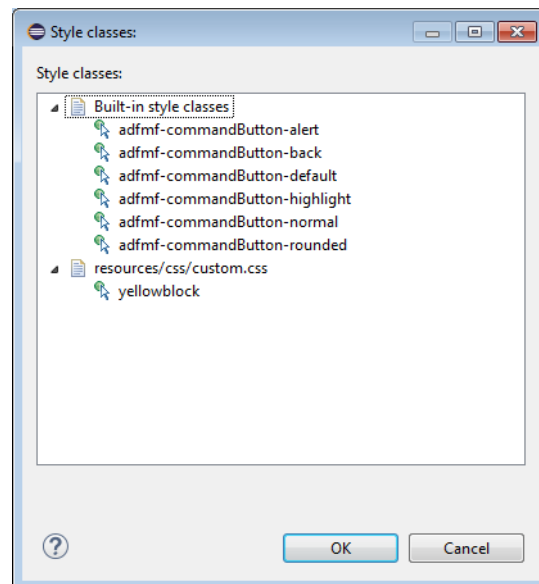 Style classes:
Style classes:
Built-in style classes
adfmf-commandButton-alert
adfmf-commandButton-back
adfmf-commandButton-default
adfmf-commandButton-highlight
adfmf-commandButton-normal
adfmf-commandButton-rounded
resources/css/custom.css
yellowblock
? OK Cancel